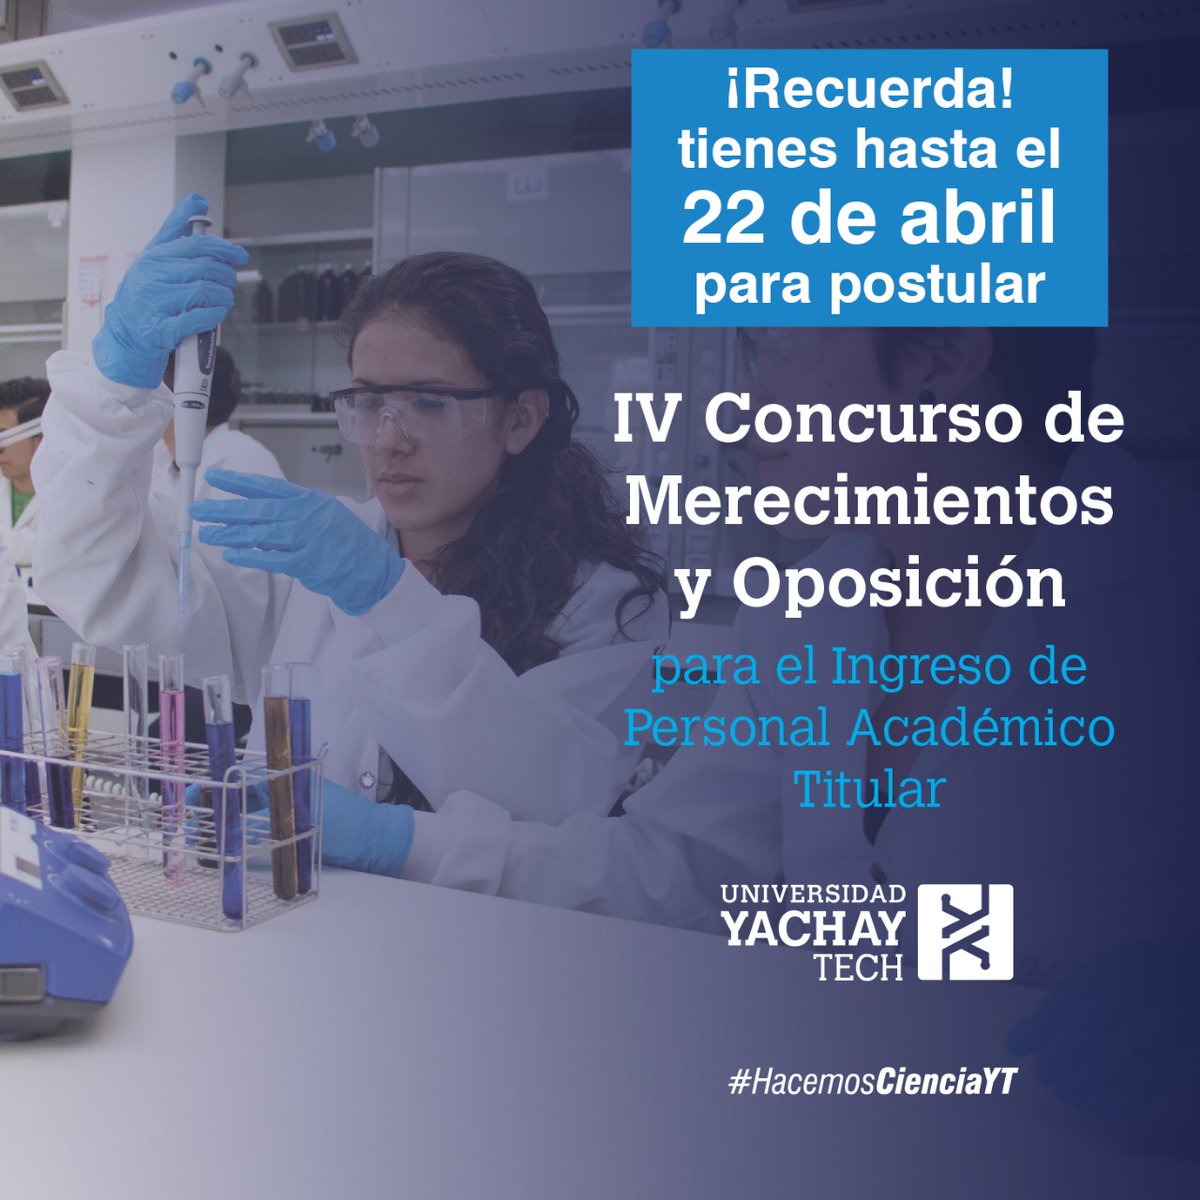 ¡Recuerda!
tienes hasta el
22 de abril
para postular
IV Concurso de
Merecimientos
y Oposición
para el Ingreso de
Personal Académico
Titular
UNIVERSIDAD
YACHAY
TECH
#HacemosCienciaYT